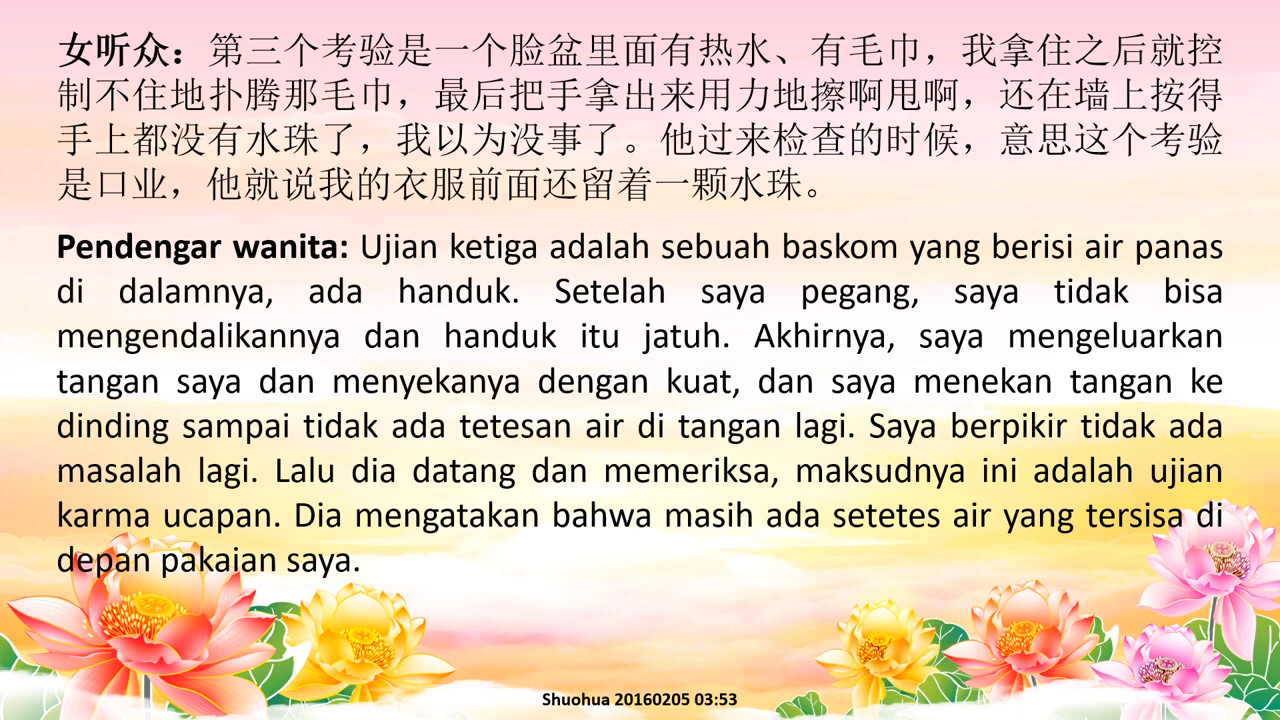 女听众：第三个考验是一个脸盆里面有热水、有毛巾，我拿住之后就控
制不住地扑腾那毛巾，最后把手拿出来用力地擦啊甩啊，还在墙上按得
手上都没有水珠了，我以为没事了。他过来检查的时候，意思这个考验
是口业，他就说我的衣服前面还留着一颗水珠。
Pendengar wanita: Ujian ketiga adalah sebuah baskom yang berisi air panas
di dalamnya, ada handuk. Setelah saya pegang, saya tidak bisa
mengendalikannya dan handuk itu jatuh. Akhirnya, saya mengeluarkan
tangan saya dan menyekanya dengan kuat, dan saya menekan tangan ke
dinding sampai tidak ada tetesan air di tangan lagi. Saya berpikir tidak ada
masalah lagi. Lalu dia datang dan memeriksa, maksudnya ini adalah ujian
karma ucapan. Dia mengatakan bahwa masih ada setetes air yang tersisa di
depan pakaian saya.
Shuohua 20160205 03:53